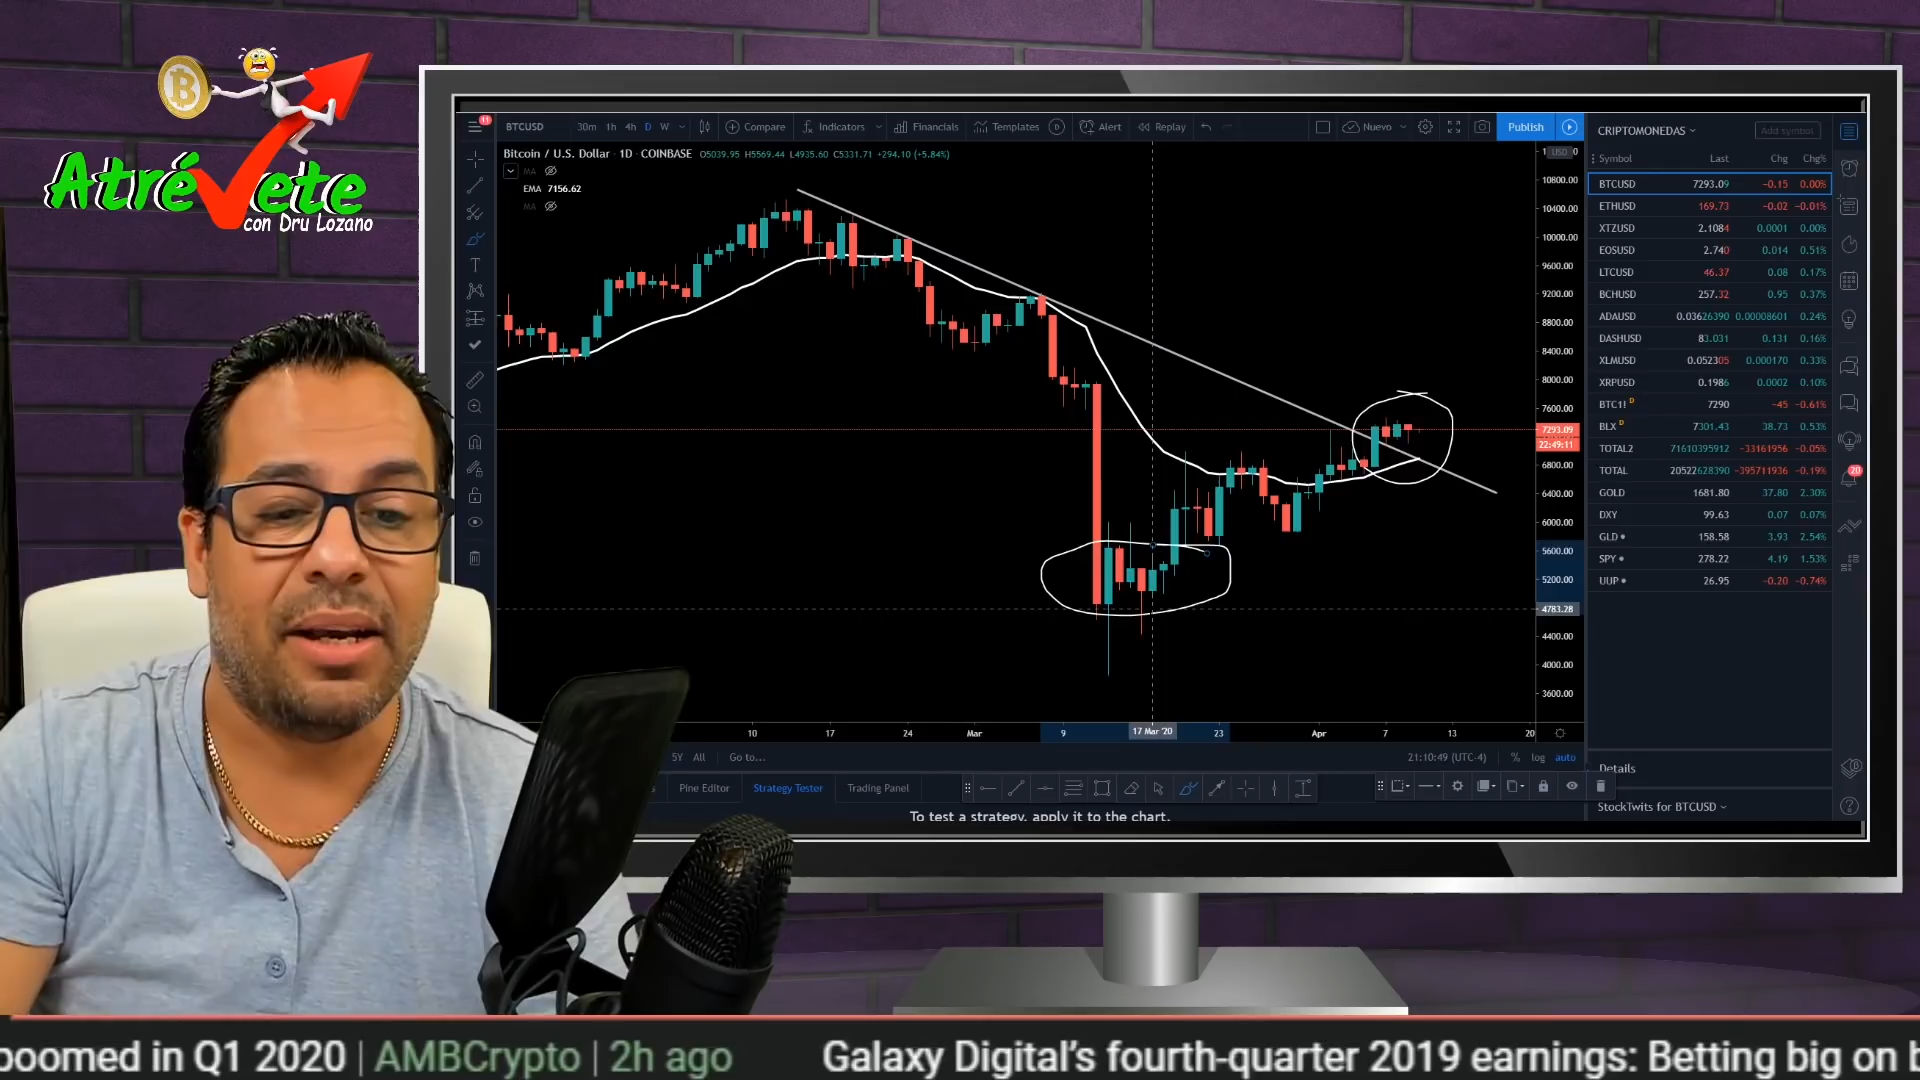 Atrévete
con Dru Lozano
11
BTCUSD 30m 1h 4h D W Compare Indicators Financials Templates Alert Replay Nuevo Publish
Bitcoin / U.S. Dollar · 1D · COINBASE O5039.95 H5569.44 L4935.60 C5331.71 +294.10 (+5.84%)
MA
EMA 7156.62
MA
USD
10800.00
10400.00
10000.00
9600.00
9200.00
8800.00
8400.00
8000.00
7600.00
7293.09
22:49:11
6800.00
6400.00
6000.00
5600.00
5200.00
4783.28
4400.00
4000.00
3600.00
10 17 24 Mar 9 17 Mar '20 23 Apr 7 13 20
5Y All Go to... 21:10:49 (UTC-4) % log auto
Pine Editor Strategy Tester Trading Panel
To test a strategy, apply it to the chart.
CRIPTOMONEDAS Add symbol
Symbol Last Chg Chg%
BTCUSD 7293.09 −0.15 0.00%
ETHUSD 169.73 −0.02 −0.01%
XTZUSD 2.1084 0.0001 0.00%
EOSUSD 2.740 0.014 0.51%
LTCUSD 46.37 0.08 0.17%
BCHUSD 257.32 0.95 0.37%
ADAUSD 0.03626390 0.00008601 0.24%
DASHUSD 83.031 0.131 0.16%
XLMUSD 0.052305 0.000170 0.33%
XRPUSD 0.1986 0.0002 0.10%
BTC1! D 7290 −45 −0.61%
BLX D 7301.43 38.73 0.53%
TOTAL2 71610395912 −33161956 −0.05%
TOTAL 20522628390 −395711936 −0.19%
GOLD 1681.80 37.80 2.30%
DXY 99.63 0.07 0.07%
GLD 158.58 3.93 2.54%
SPY 278.22 4.19 1.53%
UUP 26.95 −0.20 −0.74%
20
Details
StockTwits for BTCUSD
boomed in Q1 2020 | AMBCrypto | 2h ago Galaxy Digital's fourth-quarter 2019 earnings: Betting big on b